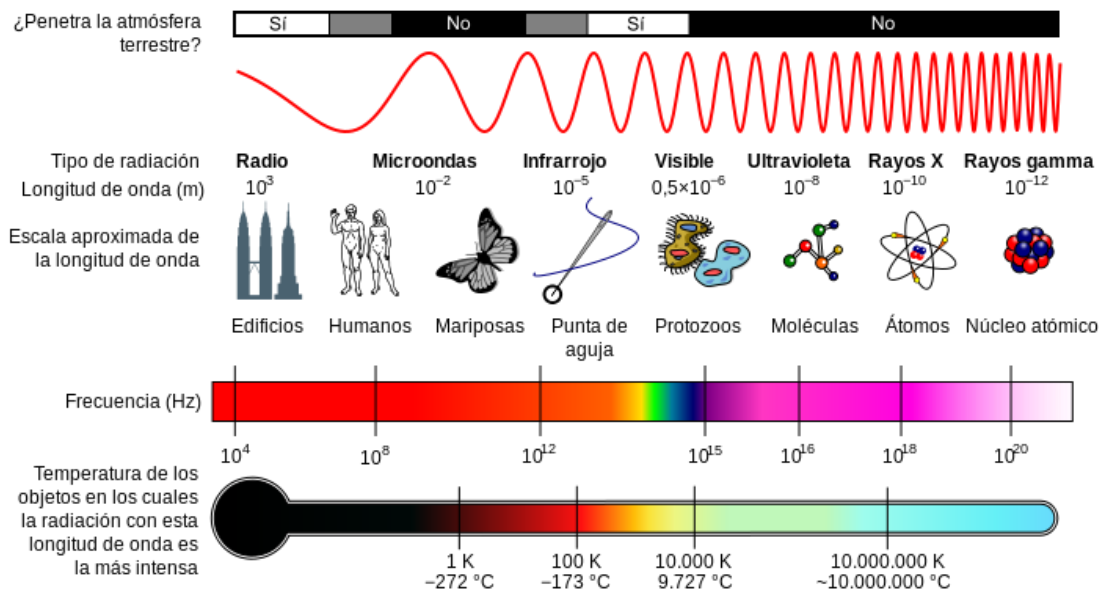 ¿Penetra la atmósfera
terrestre?
Sí No Sí No
Tipo de radiación Radio Microondas Infrarrojo Visible Ultravioleta Rayos X Rayos gamma
Longitud de onda (m) 10³ 10⁻² 10⁻⁵ 0,5×10⁻⁶ 10⁻⁸ 10⁻¹⁰ 10⁻¹²
Escala aproximada de
la longitud de onda
Edificios Humanos Mariposas Punta de
aguja
Protozoos Moléculas Átomos Núcleo atómico
Frecuencia (Hz)
10⁴ 10⁸ 10¹² 10¹⁵ 10¹⁶ 10¹⁸ 10²⁰
Temperatura de los
objetos en los cuales
la radiación con esta
longitud de onda es
la más intensa
1 K 100 K 10.000 K 10.000.000 K
−272 °C −173 °C 9.727 °C ~10.000.000 °C